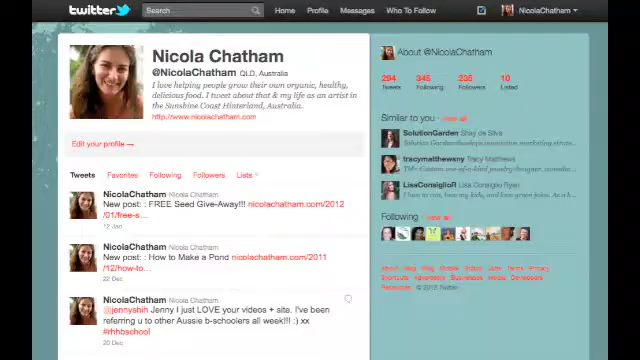 twitter Search Home Profile Messages Who To Follow NicolaChatham
Nicola Chatham
@NicolaChatham QLD, Australia
I love helping people grow their own organic, healthy,
delicious food. I tweet about that & my life as an artist in
the Sunshine Coast Hinterland, Australia.
http://www.nicolachatham.com
Edit your profile →
Tweets Favorites Following Followers Lists
NicolaChatham Nicola Chatham
New post: : FREE Seed Give-Away!!! nicolachatham.com/2012
/01/free-s...
12 Jan
NicolaChatham Nicola Chatham
New post: : How to Make a Pond nicolachatham.com/2011
/12/how-to...
20 Dec
NicolaChatham Nicola Chatham
@jennyshih Jenny I just LOVE your videos + site. I've been
referring u to other Aussie b-schoolers all week!!! :) xx
#rhhbschool
20 Dec
About @NicolaChatham
294 345 235 10
Tweets Following Followers Listed
Similar to you · view all
SolutionGarden Shay de Silva
tracymatthewsny Tracy Matthews
LisaConsiglioR Lisa Consiglio Ryan
Following · view all
About Help Blog Mobile Status Jobs Terms Privacy
Shortcuts Advertisers Businesses Media Developers
Resources © 2012 Twitter